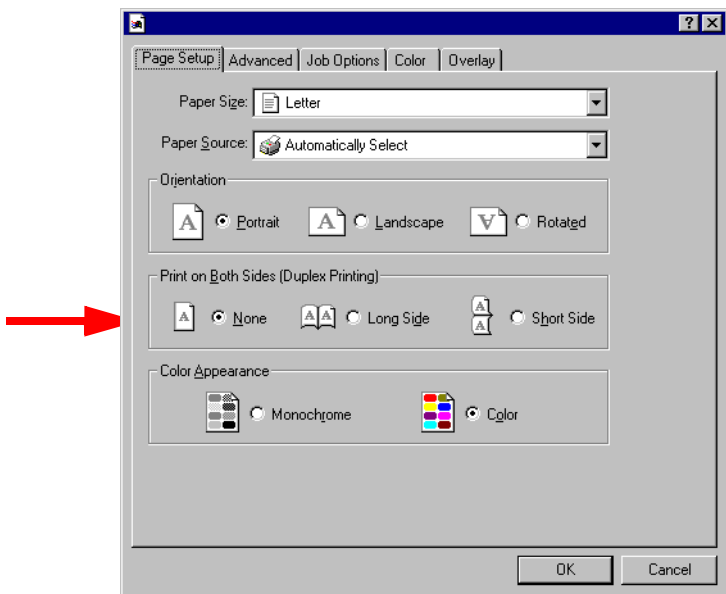 Page Setup Advanced Job Options Color Overlay
Paper Size: Letter
Paper Source: Automatically Select
Orientation
A Portrait A Landscape A Rotated
Print on Both Sides (Duplex Printing)
A None A A Long Side A A Short Side
Color Appearance
Monochrome Color
OK Cancel